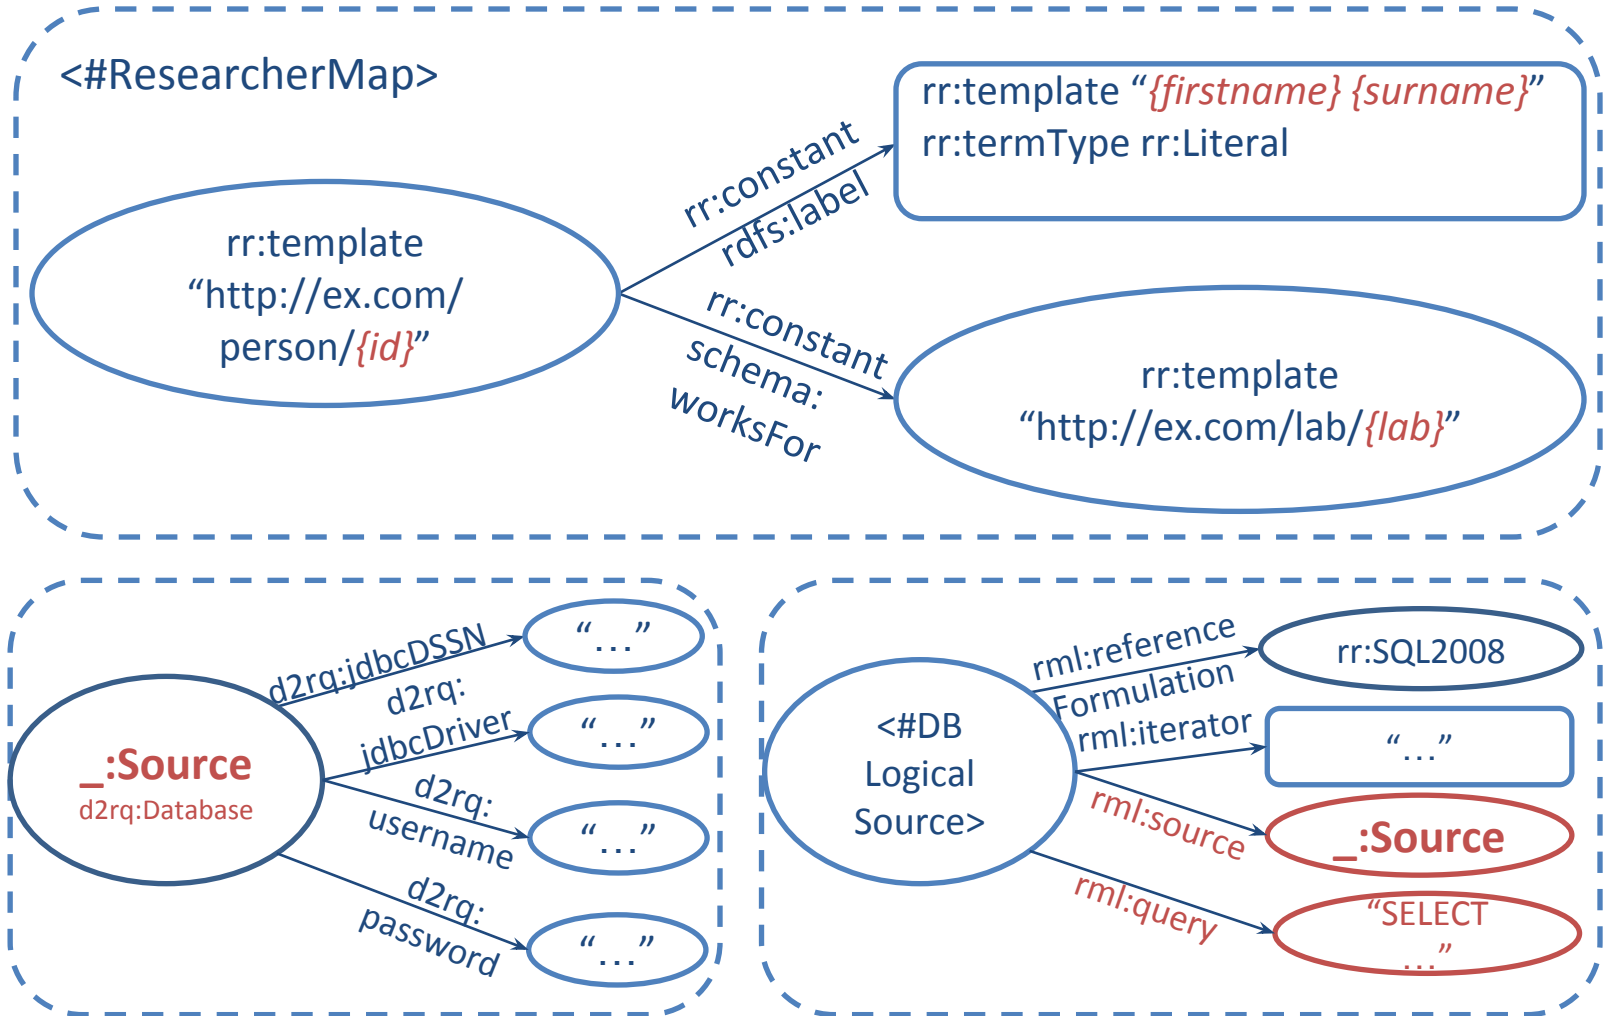 <#ResearcherMap>
rr:template “{firstname} {surname}”
rr:termType rr:Literal
rr:constant
rdfs:label
rr:template
“http://ex.com/
person/{id}”
rr:constant
schema:
worksFor
rr:template
“http://ex.com/lab/{lab}”
_:Source
d2rq:Database
d2rq:jdbcDSSN
“...”
d2rq:
jdbcDriver
“...”
d2rq:
username
“...”
d2rq:
password
“...”
<#DB
Logical
Source>
rml:reference
Formulation
rr:SQL2008
rml:iterator
“...”
rml:source
_:Source
rml:query
“SELECT
...”